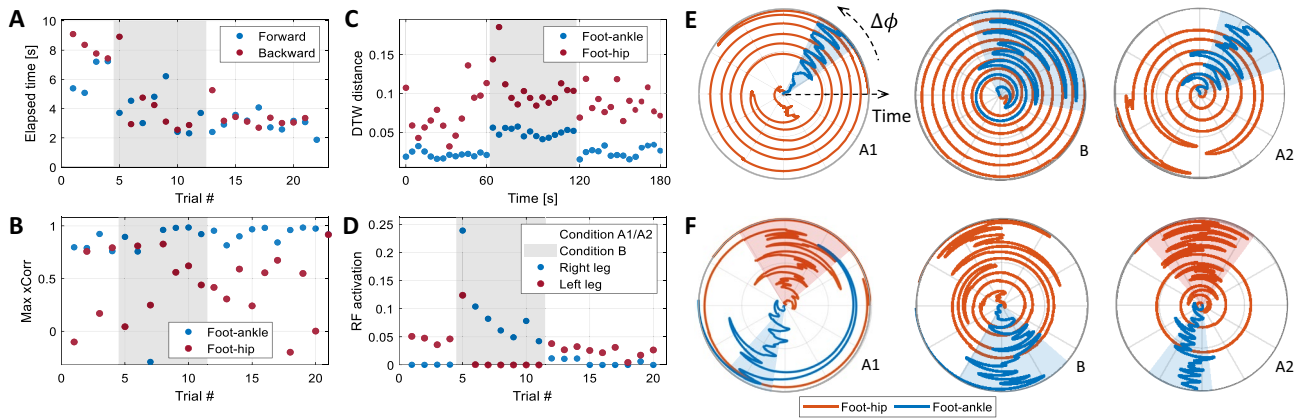 A
Elapsed time [s]
10
8
6
4
2
0
0
5
10
15
20
Trial #
Forward
Backward
B
Max xCorr
1
0.5
0
0
5
10
15
20
Trial #
Foot-ankle
Foot-hip
C
DTW distance
0.15
0.1
0.05
0
60
120
180
Time [s]
Foot-ankle
Foot-hip
D
RF activation
0.25
0.20
0.15
0.1
0.05
0
0
5
10
15
20
Trial #
Condition A1/A2
Condition B
Right leg
Left leg
E
Δϕ
Time
A1
B
A2
F
A1
B
A2
Foot-hip
Foot-ankle